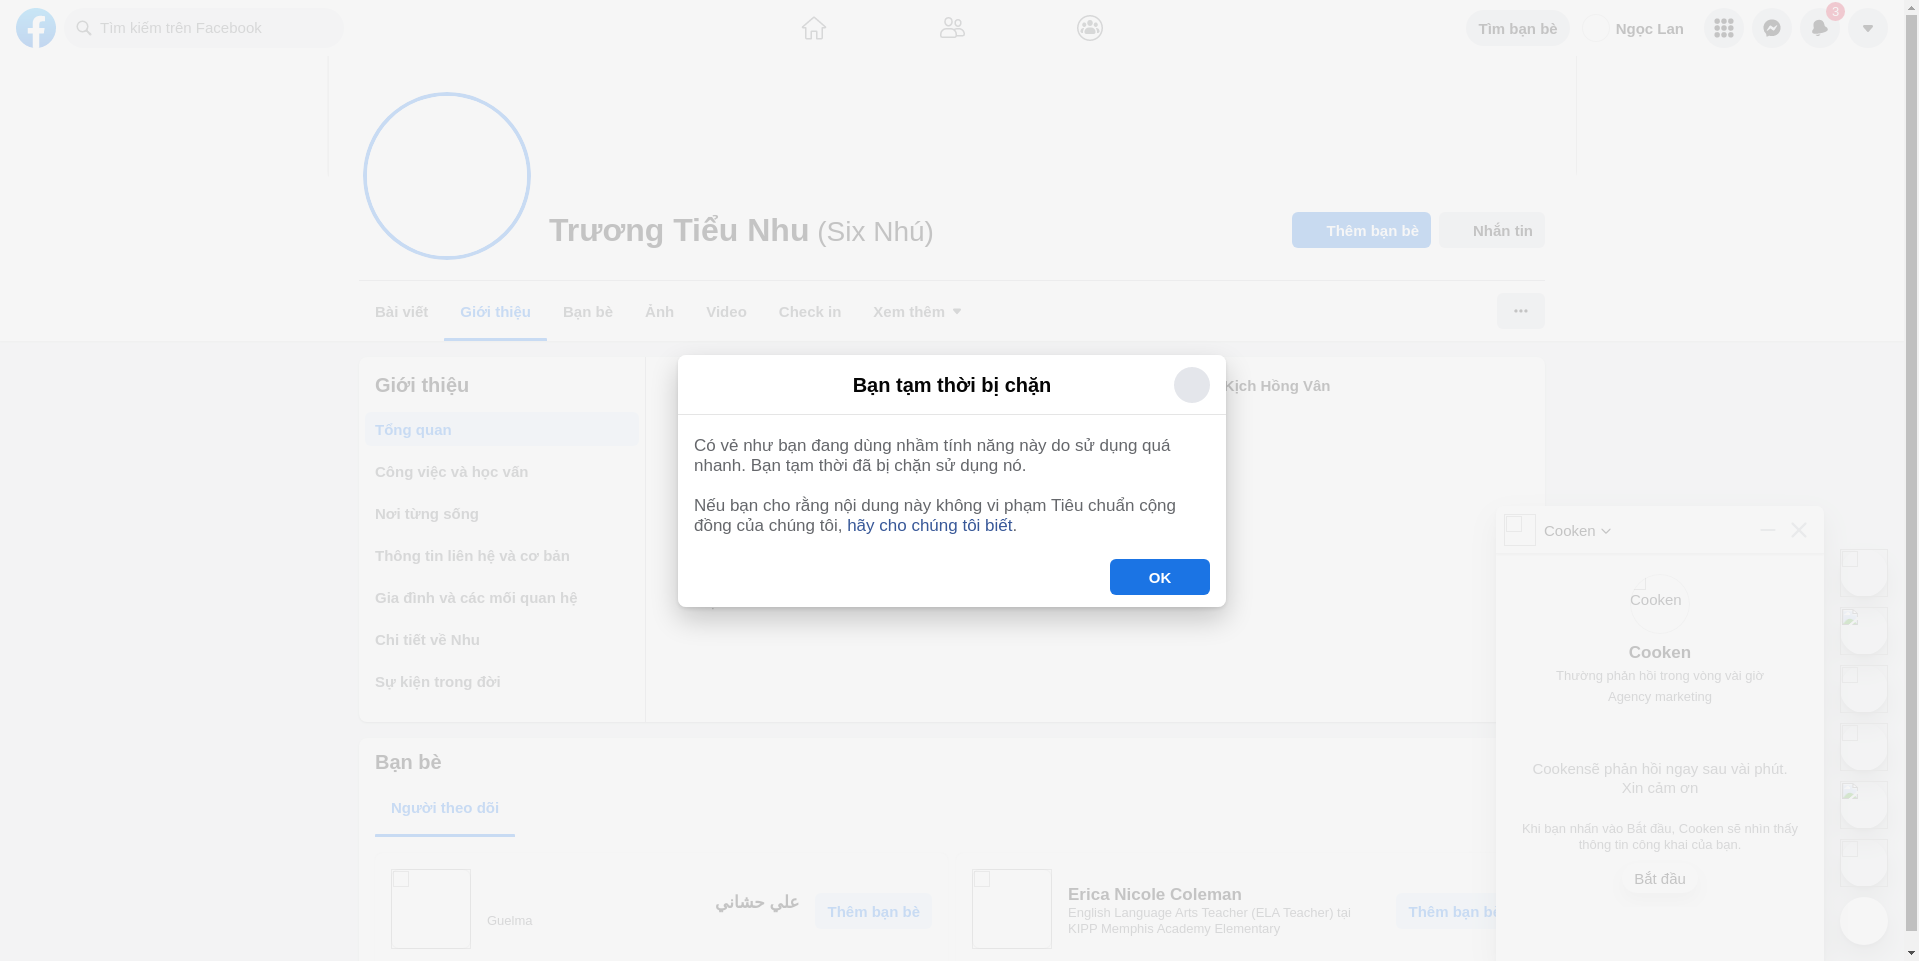 Tìm kiếm trên Facebook
Tìm bạn bè
Ngọc Lan
3
Trương Tiểu Nhu (Six Nhú)
Thêm bạn bè
Nhắn tin
Bài viết
Giới thiệu
Bạn bè
Ảnh
Video
Check in
Xem thêm
Giới thiệu
Tổng quan
Công việc và học vấn
Nơi từng sống
Thông tin liên hệ và cơ bản
Gia đình và các mối quan hệ
Chi tiết về Nhu
Sự kiện trong đời
Kịch Hồng Vân
Bạn tạm thời bị chặn
Có vẻ như bạn đang dùng nhầm tính năng này do sử dụng quá
nhanh. Bạn tạm thời đã bị chặn sử dụng nó.
Nếu bạn cho rằng nội dung này không vi phạm Tiêu chuẩn cộng
đồng của chúng tôi, hãy cho chúng tôi biết.
OK
Cooken
Cooken
Cooken
Thường phản hồi trong vòng vài giờ
Agency marketing
Cookensẽ phản hồi ngay sau vài phút.
Xin cảm ơn
Khi bạn nhấn vào Bắt đầu, Cooken sẽ nhìn thấy
thông tin công khai của bạn.
Bắt đầu
Bạn bè
Người theo dõi
علي حشاني
Guelma
Thêm bạn bè
Erica Nicole Coleman
English Language Arts Teacher (ELA Teacher) tại
KIPP Memphis Academy Elementary
Thêm bạn bè